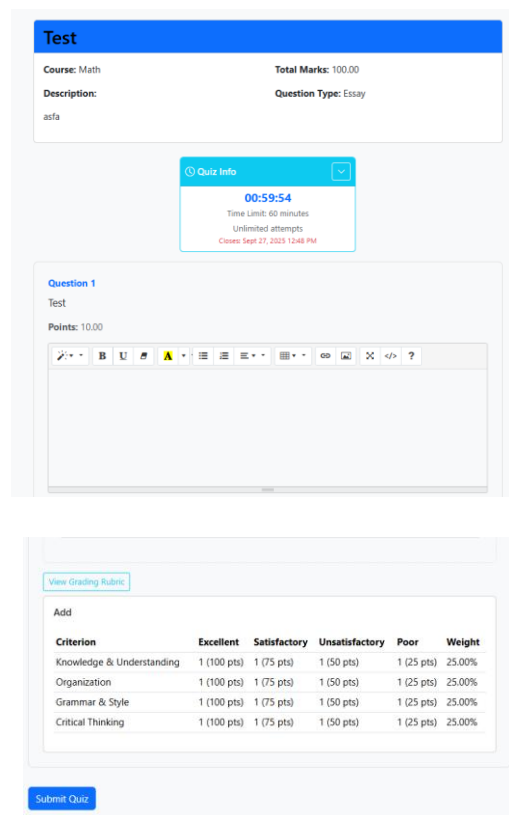 Test
Course: Math Total Marks: 100.00
Description: Question Type: Essay
asfa
Quiz Info
00:59:54
Time Limit: 60 minutes
Unlimited attempts
Closes: Sept 27, 2025 12:48 PM
Question 1
Test
Points: 10.00
B U A </> ?
View Grading Rubric
Add
Criterion Excellent Satisfactory Unsatisfactory Poor Weight
Knowledge & Understanding 1 (100 pts) 1 (75 pts) 1 (50 pts) 1 (25 pts) 25.00%
Organization 1 (100 pts) 1 (75 pts) 1 (50 pts) 1 (25 pts) 25.00%
Grammar & Style 1 (100 pts) 1 (75 pts) 1 (50 pts) 1 (25 pts) 25.00%
Critical Thinking 1 (100 pts) 1 (75 pts) 1 (50 pts) 1 (25 pts) 25.00%
Submit Quiz